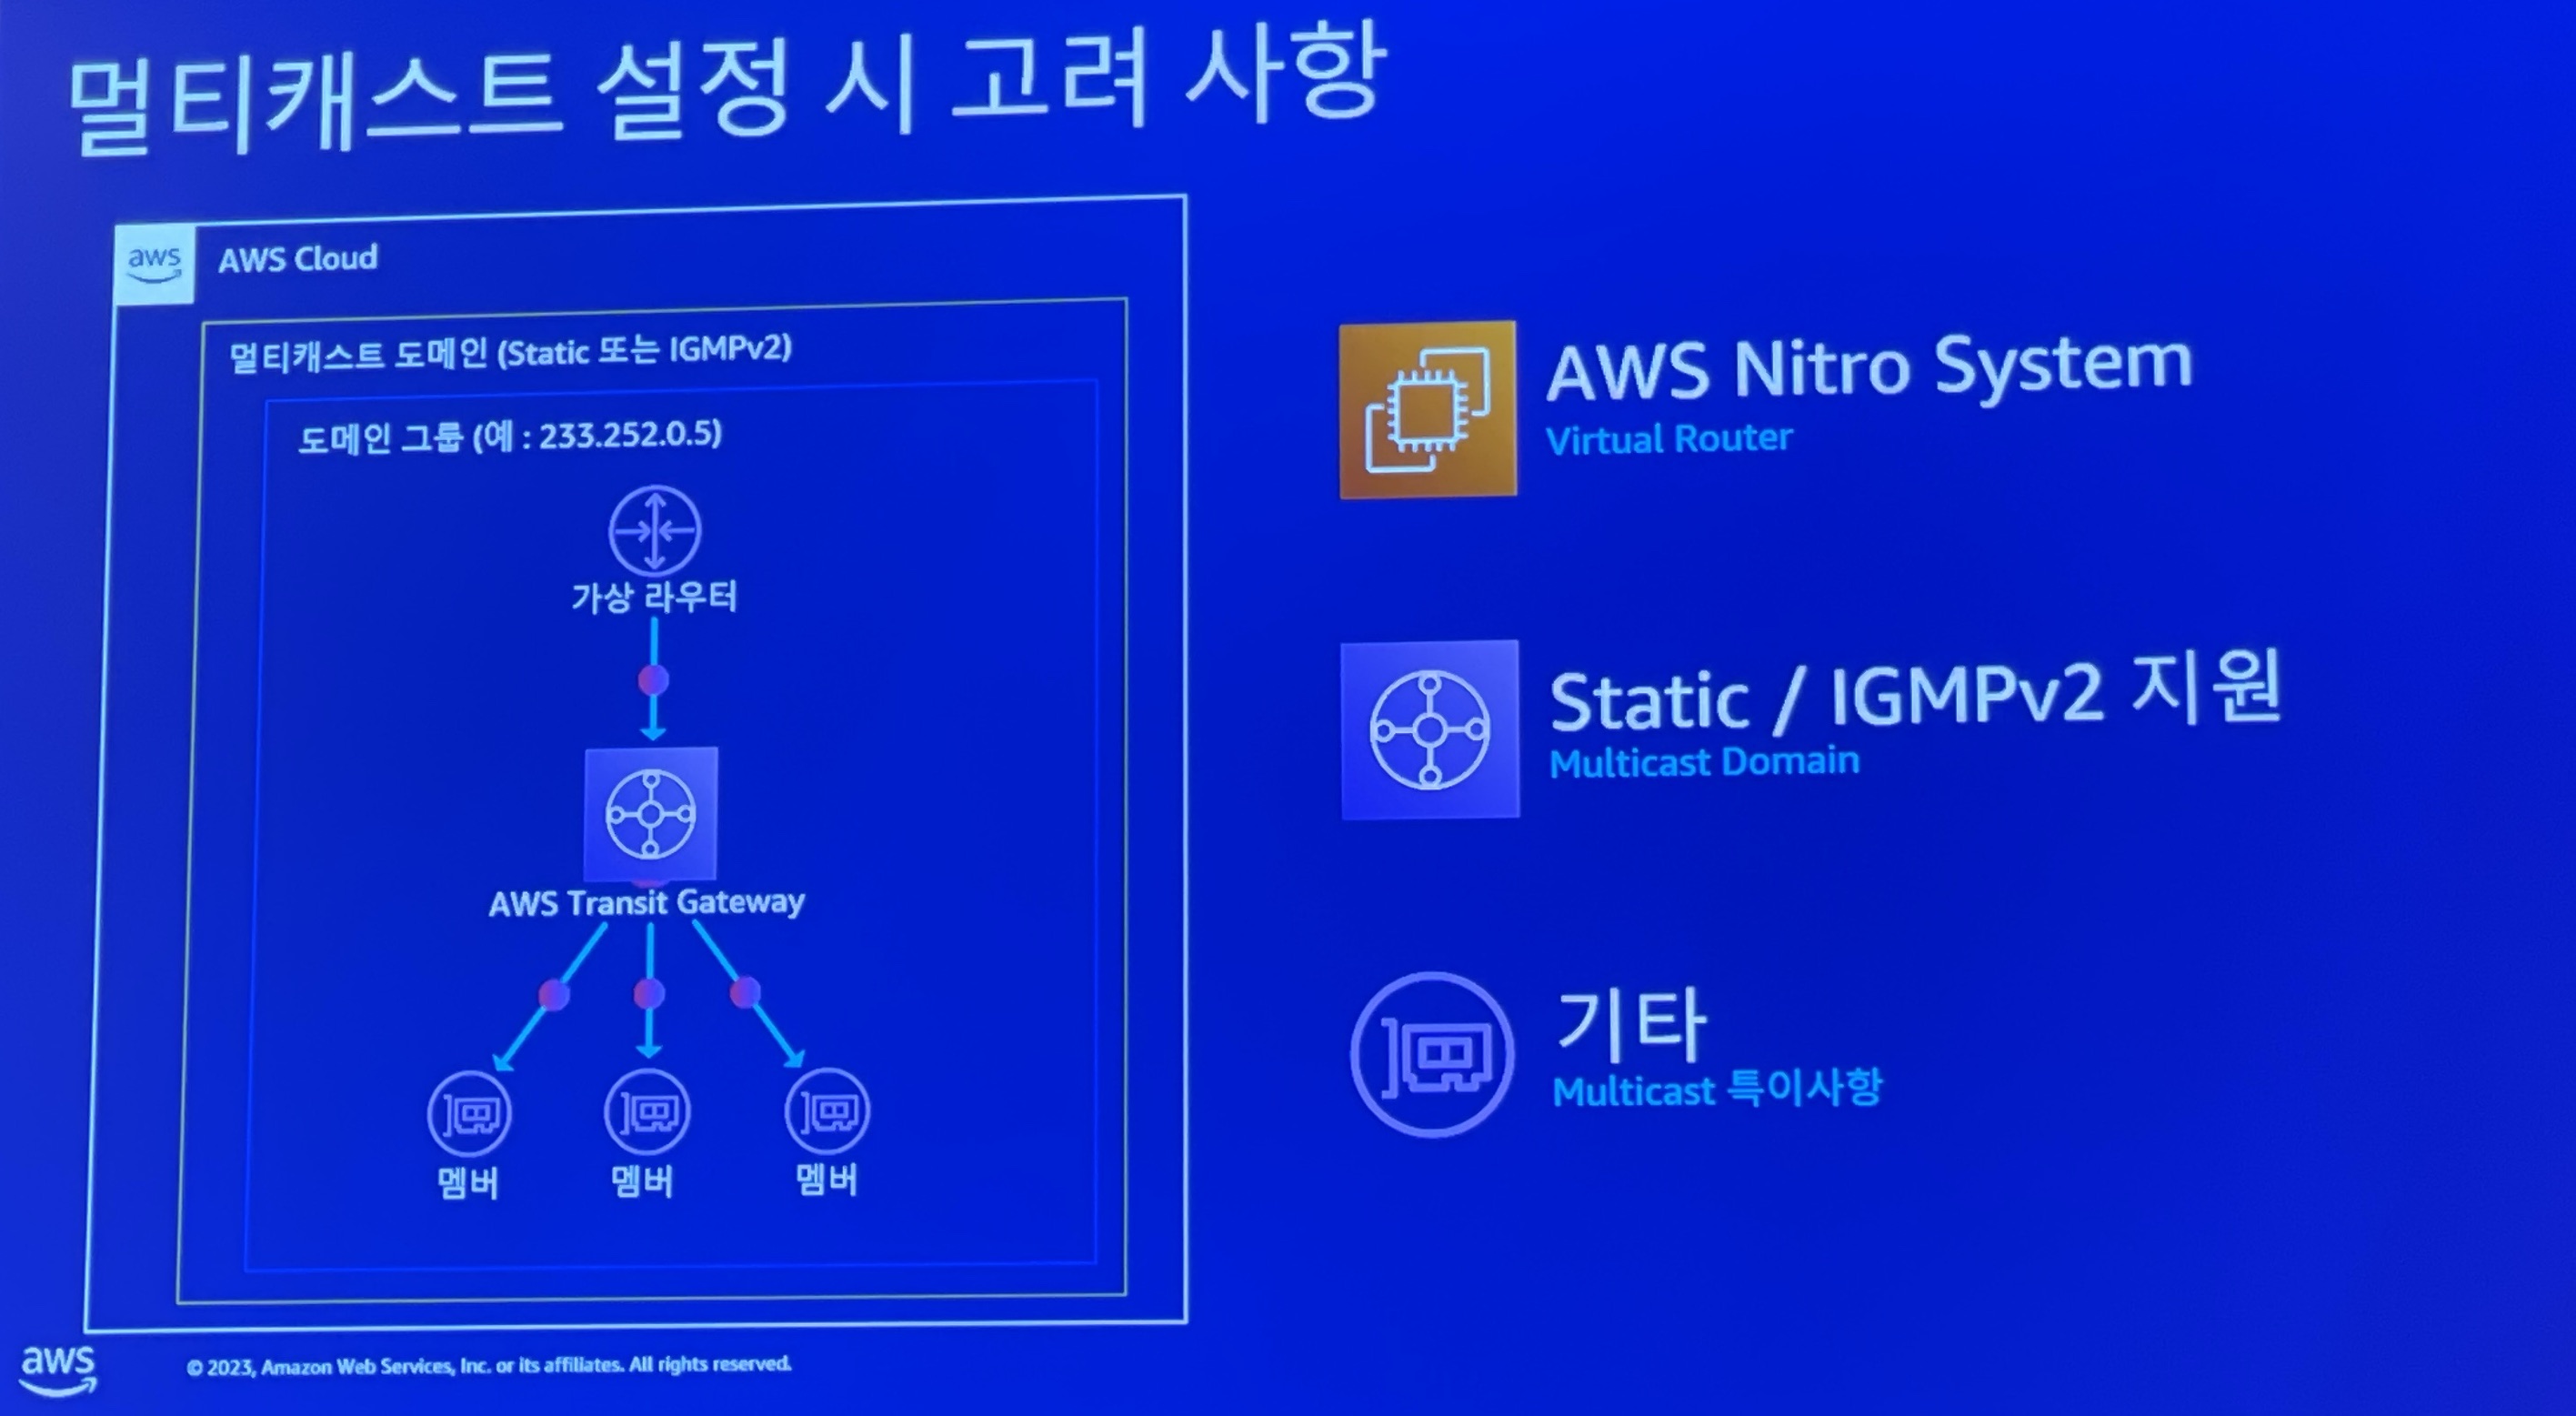 멀티캐스트 설정 시 고려 사항
aws
AWS Cloud
멀티캐스트 도메인 (Static 또는 IGMPv2)
도메인 그룹 (예 : 233.252.0.5)
가상 라우터
AWS Transit Gateway
멤버
멤버
멤버
AWS Nitro System
Virtual Router
Static / IGMPv2 지원
Multicast Domain
기타
Multicast 특이사항
aws
© 2023, Amazon Web Services, Inc. or its affiliates. All rights reserved.